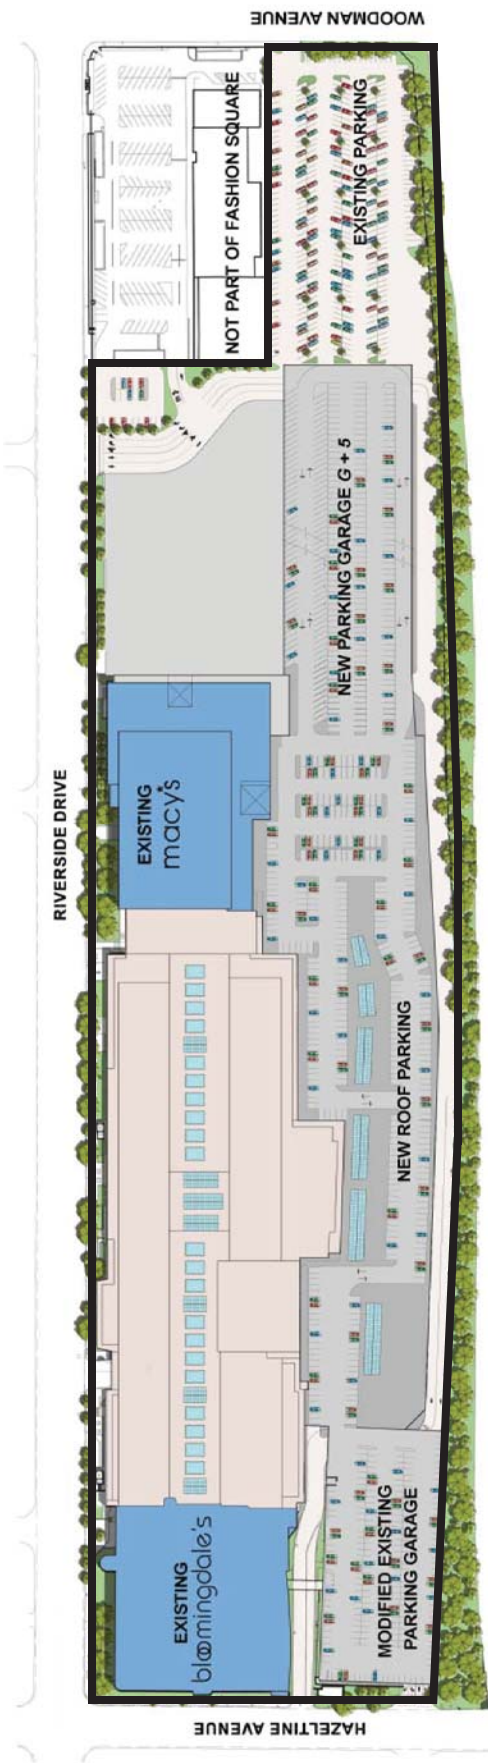 WOODMAN AVENUE
NOT PART OF FASHION SQUARE
EXISTING PARKING
NEW PARKING GARAGE G + 5
RIVERSIDE DRIVE
EXISTING
macy's
NEW ROOF PARKING
EXISTING
bloomingdale's
MODIFIED EXISTING
PARKING GARAGE
HAZELTINE AVENUE